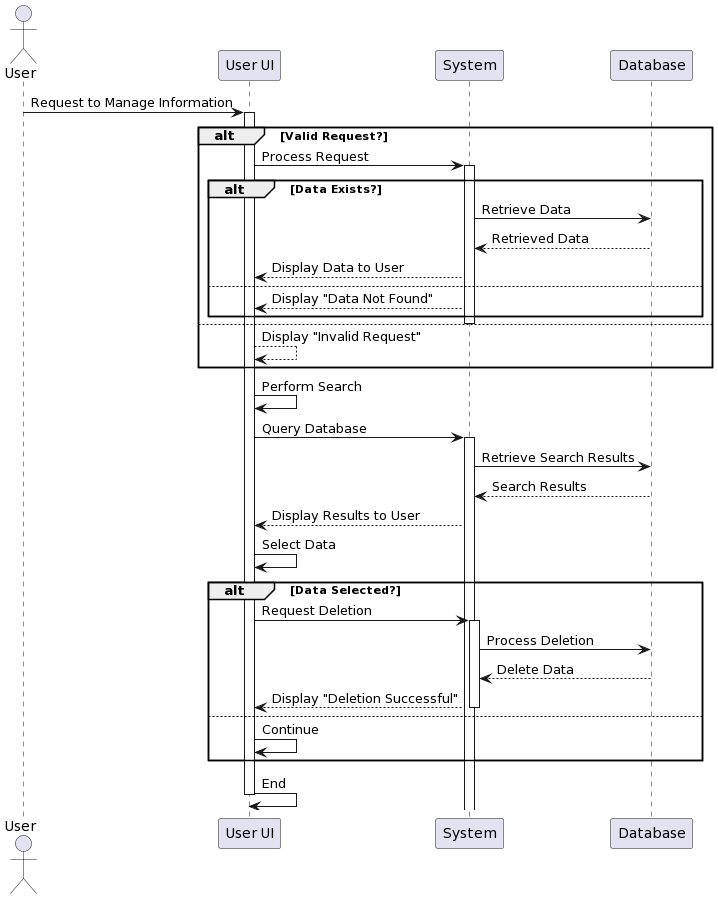 User
User UI
System
Database
Request to Manage Information
alt [Valid Request?]
Process Request
alt [Data Exists?]
Retrieve Data
Retrieved Data
Display Data to User
Display "Data Not Found"
Display "Invalid Request"
Perform Search
Query Database
Retrieve Search Results
Search Results
Display Results to User
Select Data
alt [Data Selected?]
Request Deletion
Process Deletion
Delete Data
Display "Deletion Successful"
Continue
End
User
User UI
System
Database